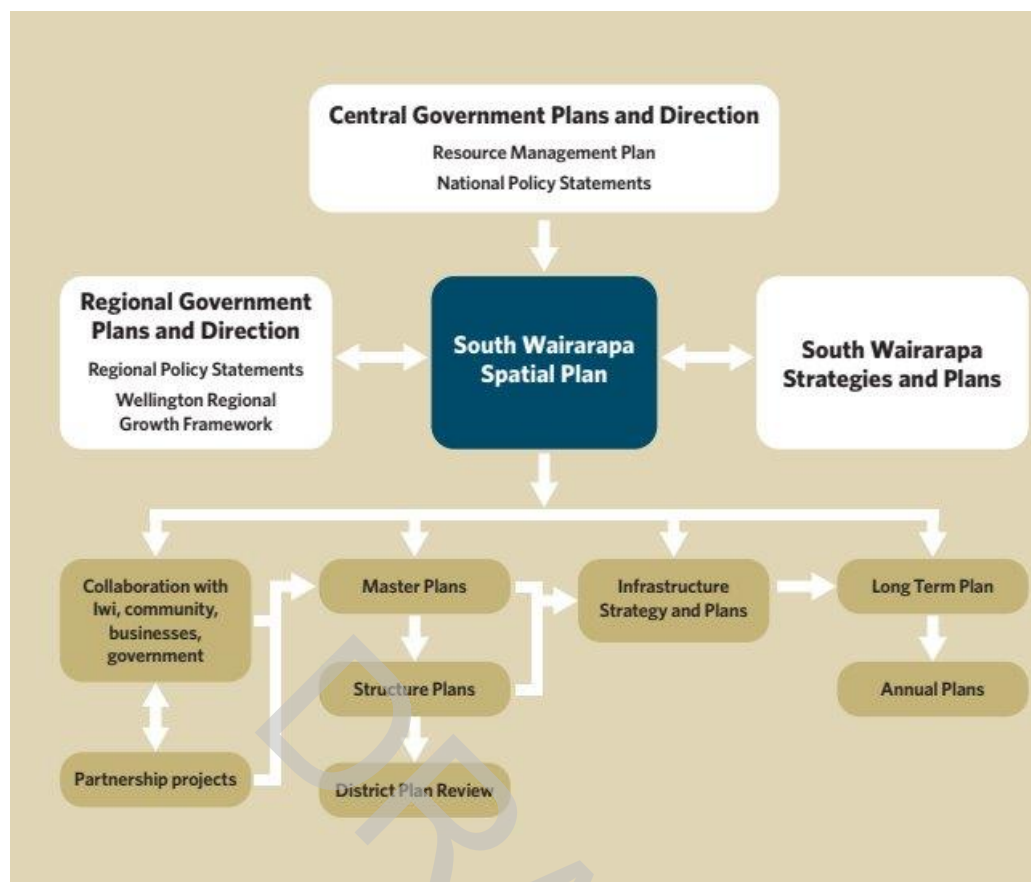 Central Government Plans and Direction
Resource Management Plan
National Policy Statements
Regional Government
Plans and Direction
Regional Policy Statements
Wellington Regional
Growth Framework
South Wairarapa
Spatial Plan
South Wairarapa
Strategies and Plans
Collaboration with
Iwi, community,
businesses,
government
Master Plans
Infrastructure
Strategy and Plans
Long Term Plan
Structure Plans
Annual Plans
Partnership projects
District Plan Review
DRA